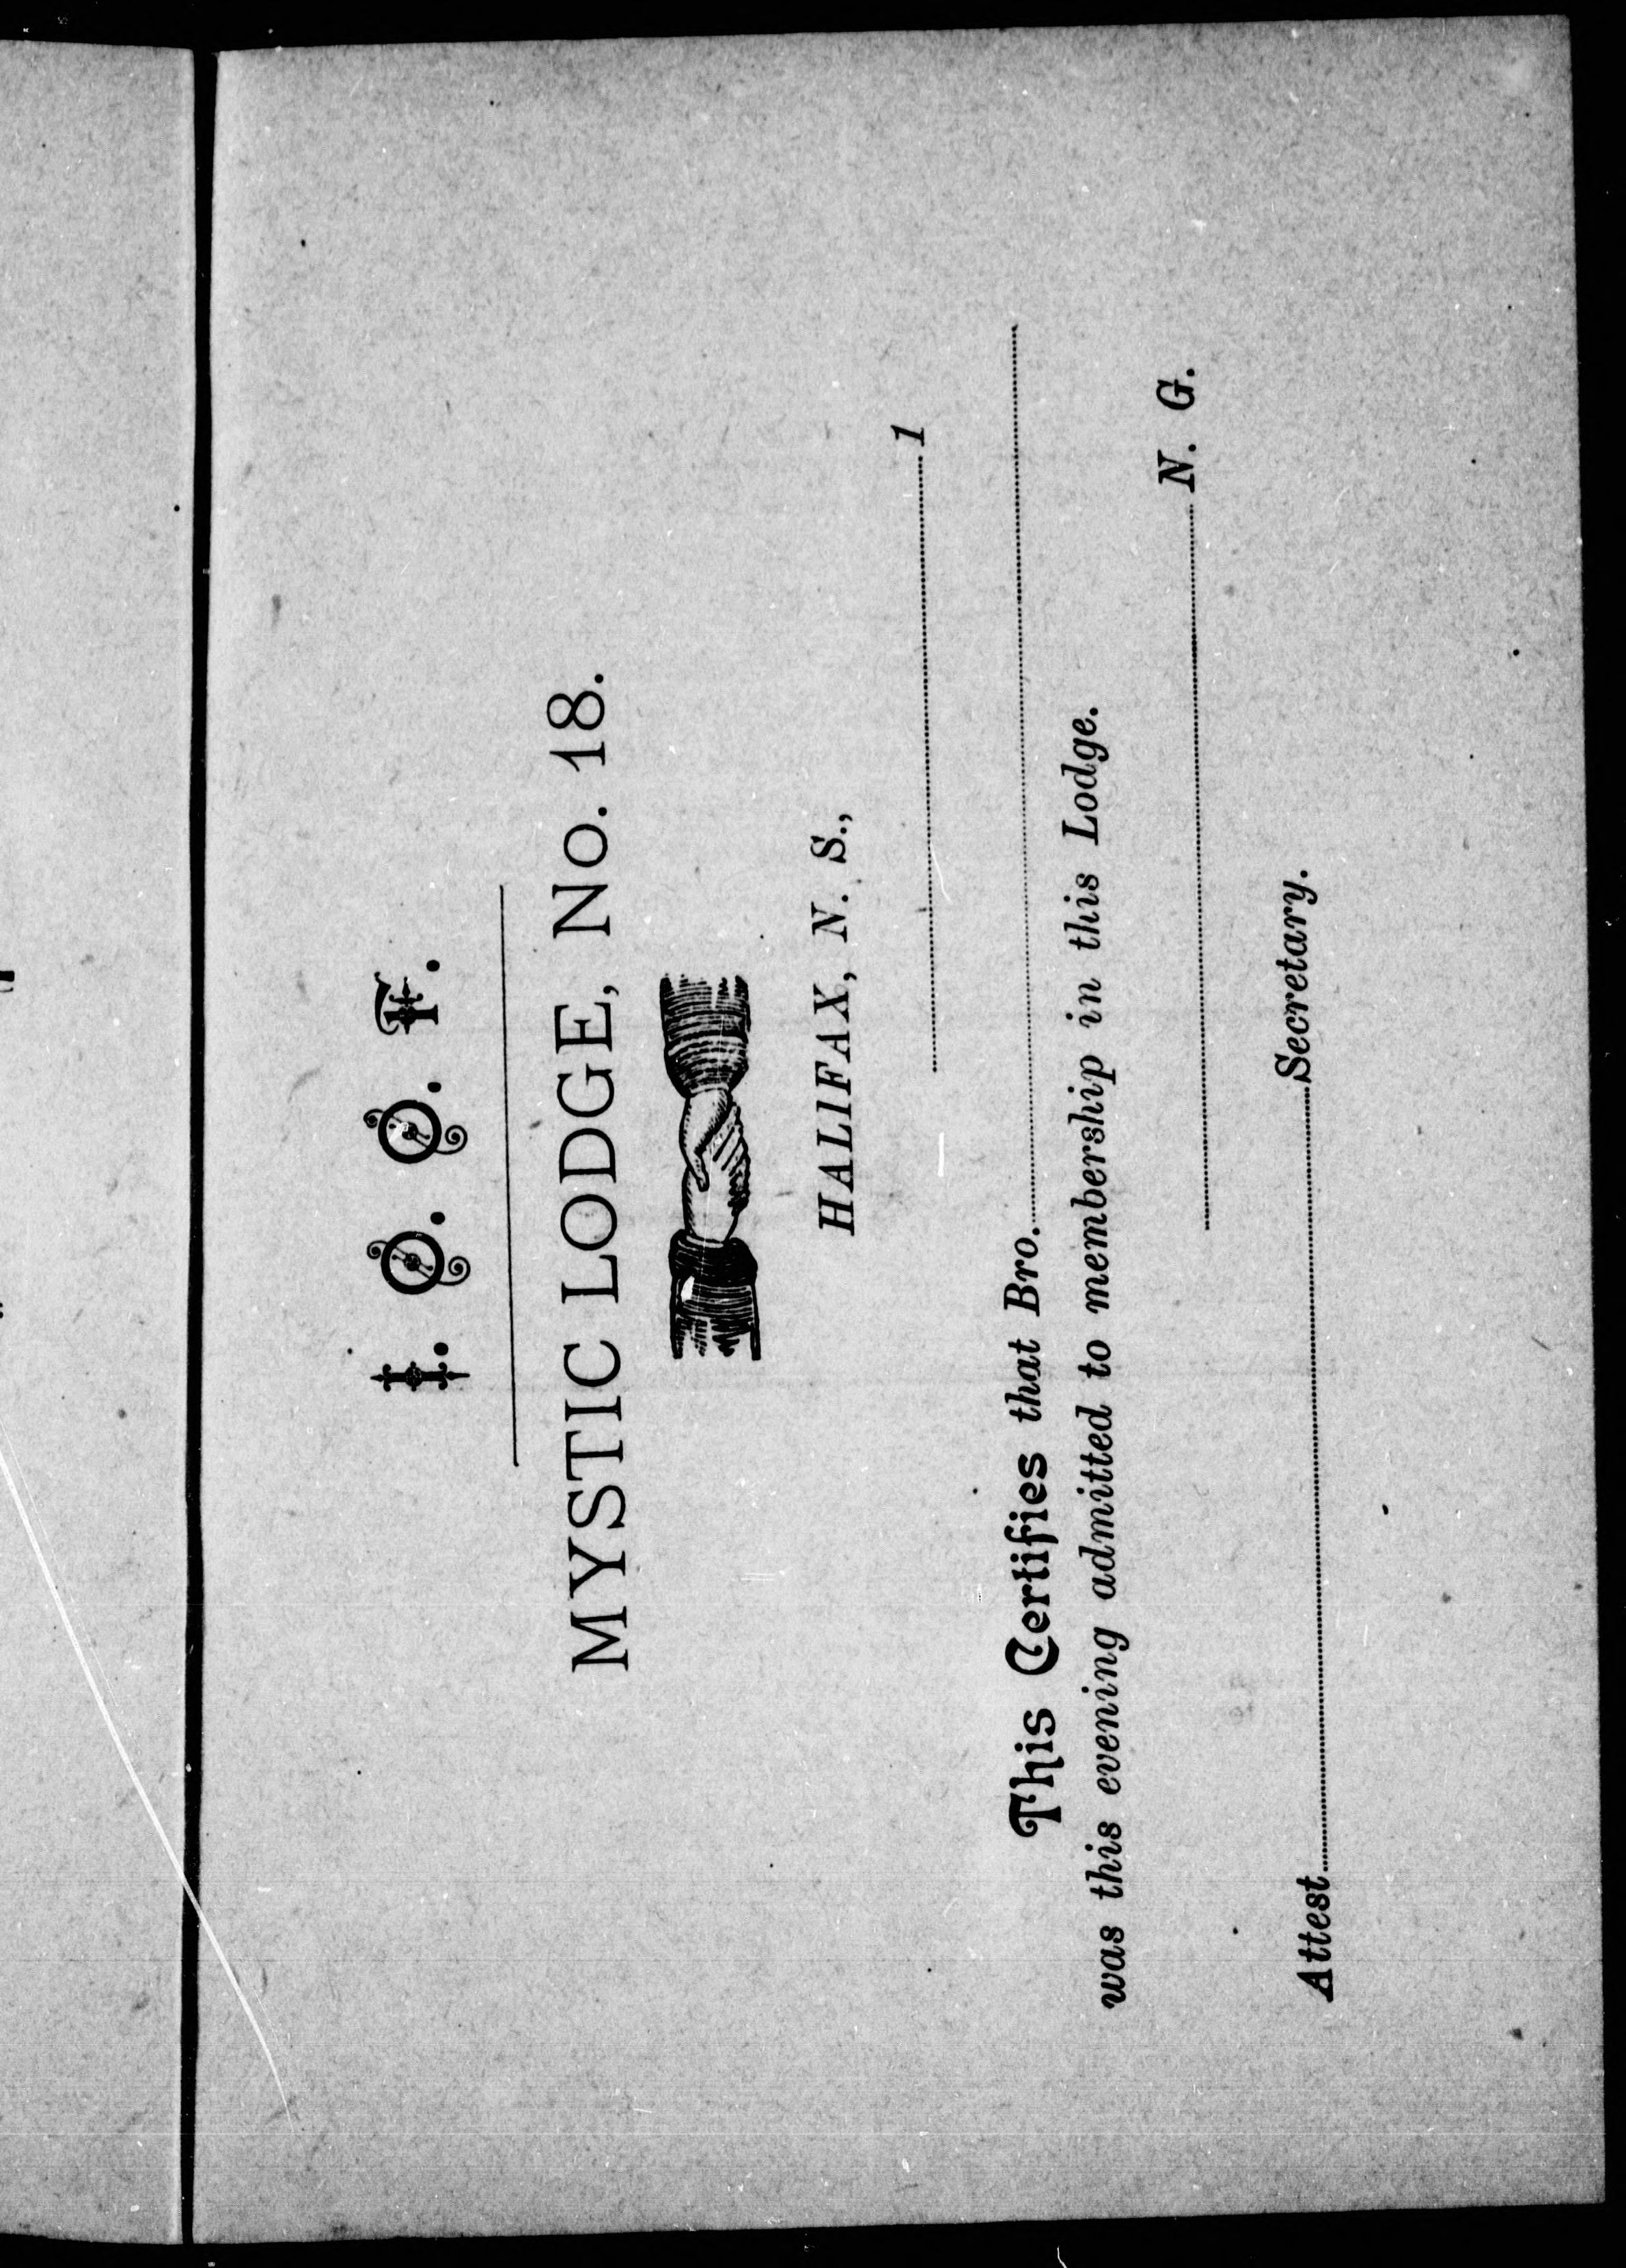 I. O. O. F.
MYSTIC LODGE, No. 18.
HALIFAX, N. S.,
1
This Certifies that Bro.
was this evening admitted to membership in this Lodge.
N. G.
Attest Secretary.